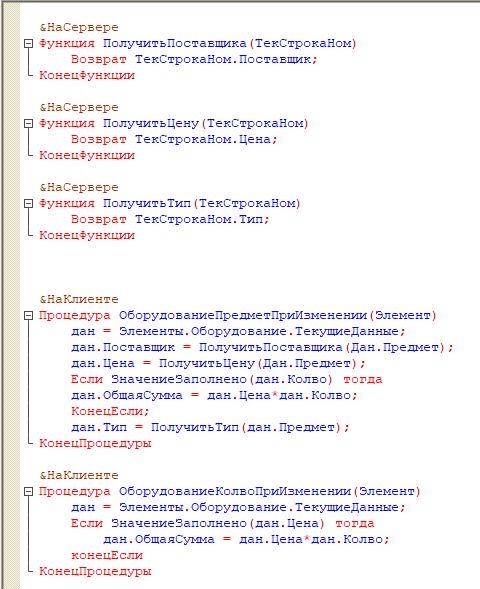 &НаСервере
Функция ПолучитьПоставщика(ТекСтрокаНом)
Возврат ТекСтрокаНом.Поставщик;
КонецФункции
&НаСервере
Функция ПолучитьЦену(ТекСтрокаНом)
Возврат ТекСтрокаНом.Цена;
КонецФункции
&НаСервере
Функция ПолучитьТип(ТекСтрокаНом)
Возврат ТекСтрокаНом.Тип;
КонецФункции
&НаКлиенте
Процедура ОборудованиеПредметПриИзменении(Элемент)
дан = Элементы.Оборудование.ТекущиеДанные;
дан.Поставщик = ПолучитьПоставщика(Дан.Предмет);
дан.Цена = ПолучитьЦену(Дан.Предмет);
Если ЗначениеЗаполнено(дан.Колво) тогда
дан.ОбщаяСумма = дан.Цена*дан.Колво;
КонецЕсли;
дан.Тип = ПолучитьТип(дан.Предмет);
КонецПроцедуры
&НаКлиенте
Процедура ОборудованиеКолвоПриИзменении(Элемент)
дан = Элементы.Оборудование.ТекущиеДанные;
Если ЗначениеЗаполнено(дан.Цена) тогда
дан.ОбщаяСумма = дан.Цена*дан.Колво;
конецЕсли
КонецПроцедуры